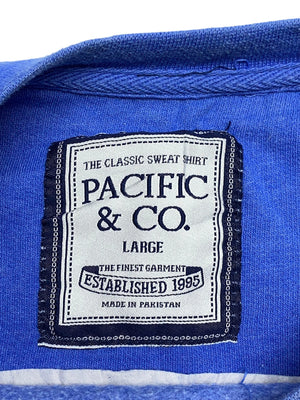 THE CLASSIC SWEAT SHIRT
PACIFIC
& CO.
LARGE
THE FINEST GARMENT
ESTABLISHED 1995
MADE IN PAKISTAN